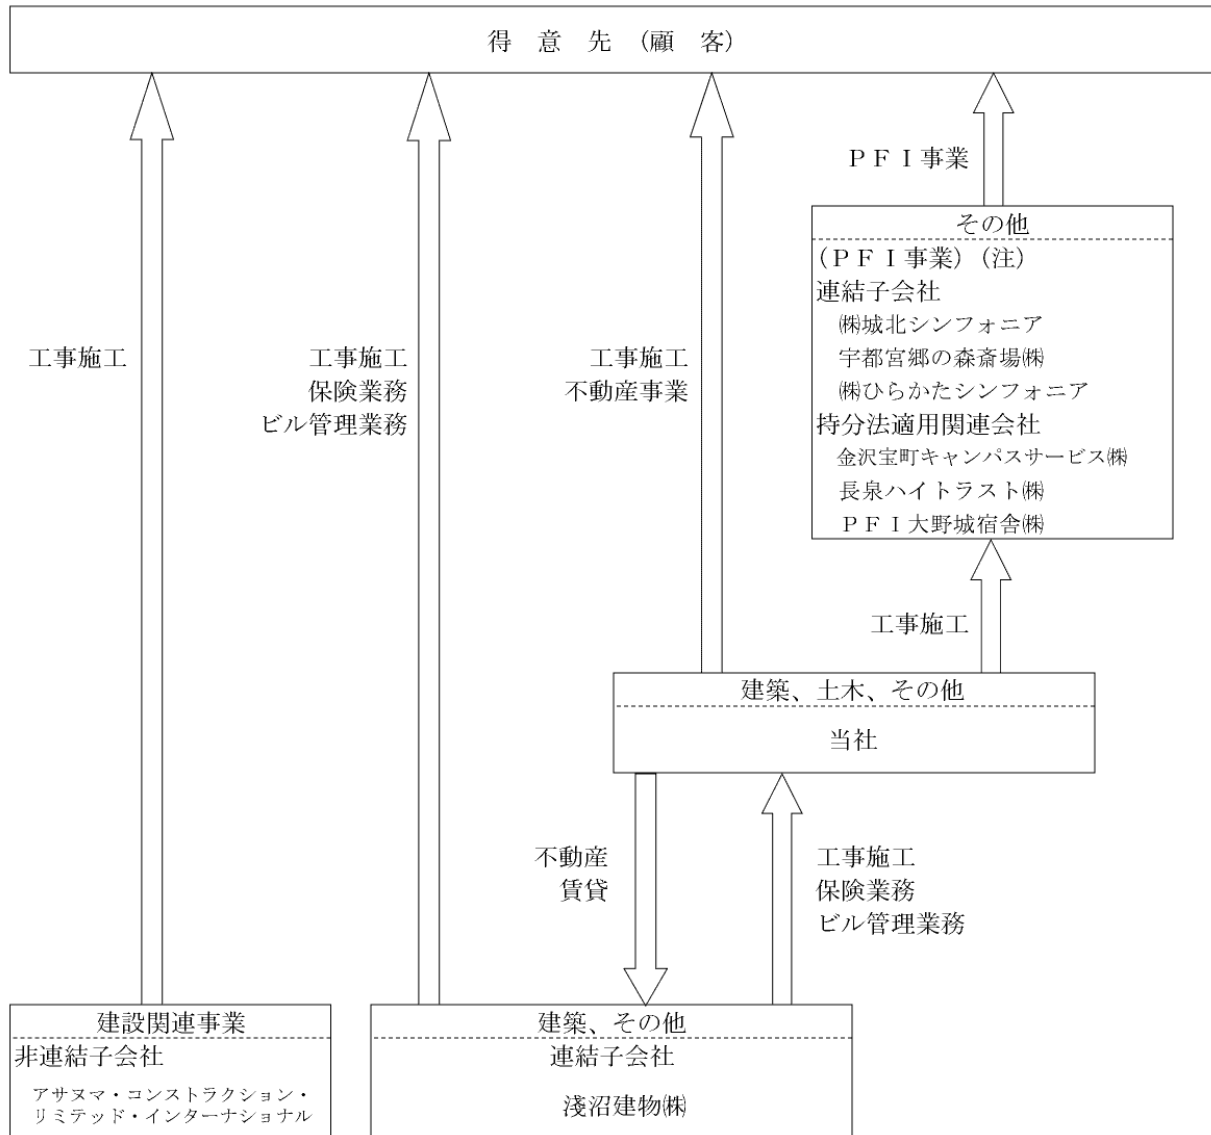 得 意 先 (顧 客)
ＰＦＩ事業
その他
(ＰＦＩ事業) (注)
連結子会社
㈱城北シンフォニア
宇都宮郷の森斎場㈱
㈱ひらかたシンフォニア
持分法適用関連会社
金沢宝町キャンパスサービス㈱
長泉ハイトラスト㈱
ＰＦＩ大野城宿舎㈱
工事施工
工事施工
保険業務
ビル管理業務
工事施工
不動産事業
工事施工
建築、土木、その他
当社
不動産
賃貸
工事施工
保険業務
ビル管理業務
建設関連事業
非連結子会社
アサヌマ・コンストラクション・
リミテッド・インターナショナル
建築、その他
連結子会社
淺沼建物㈱